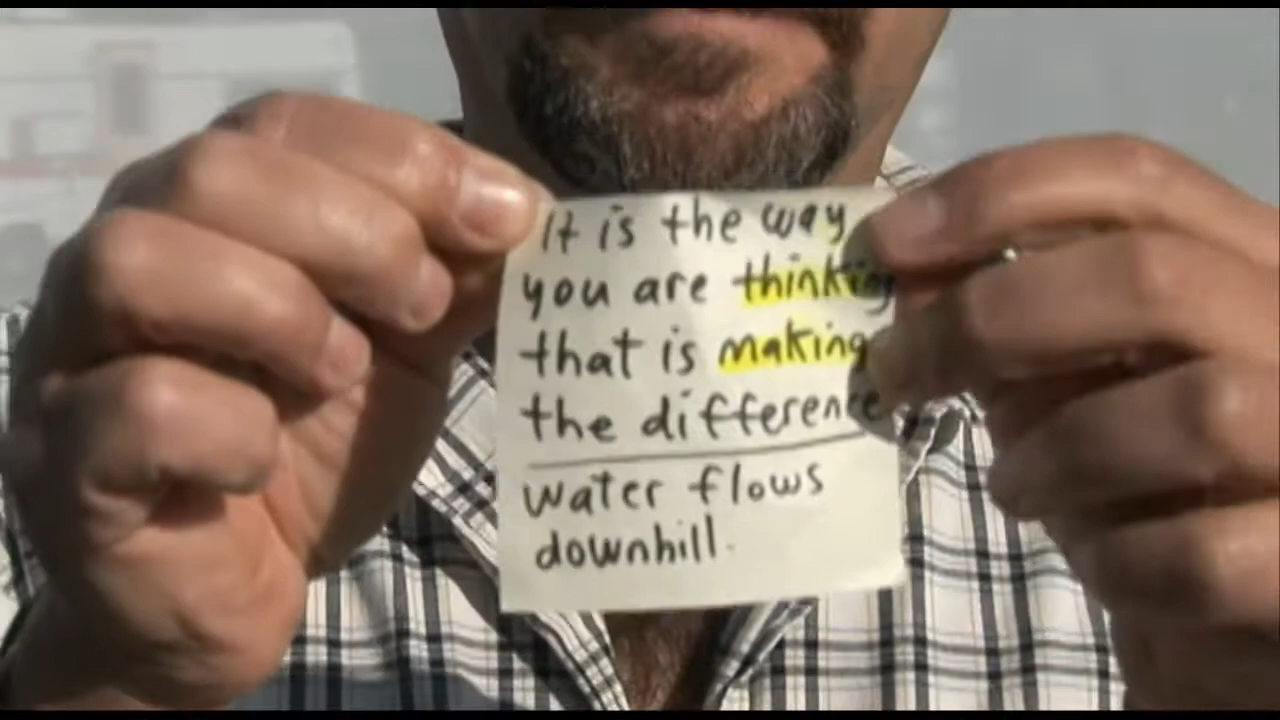 It is the way
you are thinking
that is making
the difference
water flows
downhill.